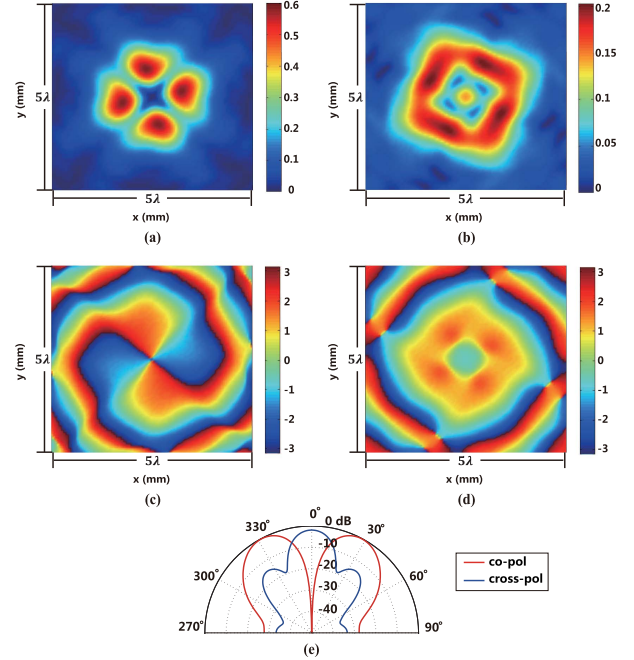 0.6
0.5
0.4
0.3
0.2
0.1
0
y (mm)
5λ
5λ
x (mm)
(a)
0.20
0.15
0.10
0.05
0
y (mm)
5λ
5λ
x (mm)
(b)
3
2
1
0
-1
-2
-3
y (mm)
5λ
5λ
x (mm)
(c)
3
2
1
0
-1
-2
-3
y (mm)
5λ
5λ
x (mm)
(d)
0°
0 dB
330°
30°
-10
-20
300°
60°
-30
-40
270°
90°
co-pol
cross-pol
(e)